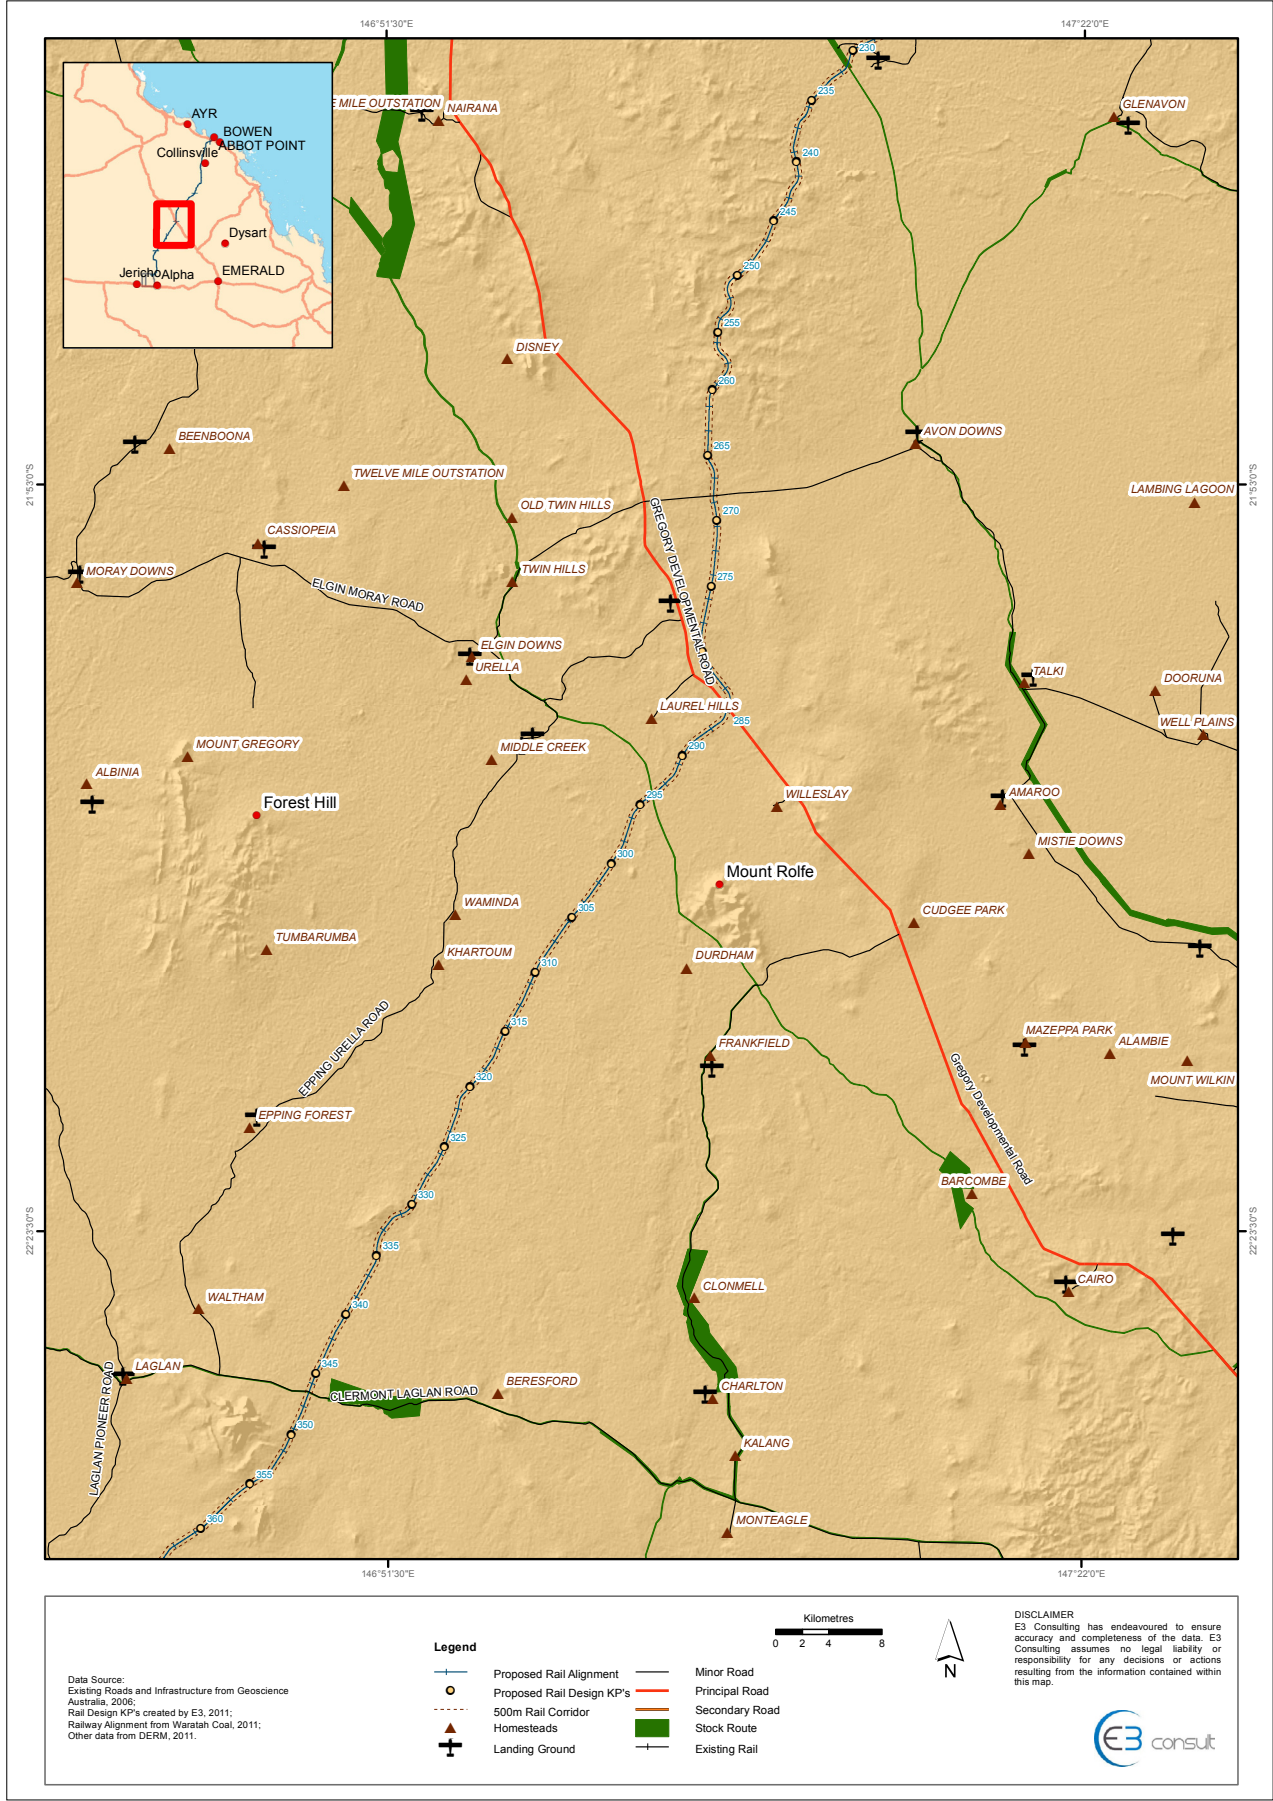 146°51'30"E
147°22'0"E
230
E MILE OUTSTATION
NAIRANA
235
GLENAVON
AYR
BOWEN
ABBOT POINT
Collinsville
240
245
Dysart
250
Jericho
Alpha
EMERALD
255
DISNEY
260
BEENBOONA
265
AVON DOWNS
21°53'0"S
21°53'0"S
TWELVE MILE OUTSTATION
LAMBING LAGOON
OLD TWIN HILLS
270
CASSIOPEIA
GREGORY DEVELOPMENTAL ROAD
MORAY DOWNS
TWIN HILLS
275
ELGIN MORAY ROAD
ELGIN DOWNS
URELLA
TALKI
DOORUNA
LAUREL HILLS
285
WELL PLAINS
MOUNT GREGORY
MIDDLE CREEK
290
ALBINIA
WILLESLAY
AMAROO
Forest Hill
295
MISTIE DOWNS
300
Mount Rolfe
WAMINDA
305
CUDGEE PARK
TUMBARUMBA
KHARTOUM
310
DURDHAM
EPPING URELLA ROAD
315
MAZEPPA PARK
FRANKFIELD
ALAMBIE
320
MOUNT WILKIN
Gregory Developmental Road
EPPING FOREST
325
BARCOMBE
330
22°23'30"S
22°23'30"S
335
CLONMELL
CAIRO
WALTHAM
340
LAGLAN
345
BERESFORD
CHARLTON
CLERMONT LAGLAN ROAD
LAGLAN PIONEER ROAD
350
KALANG
355
360
MONTEAGLE
146°51'30"E
147°22'0"E
Data Source:
Existing Roads and Infrastructure from Geoscience
Australia, 2006;
Rail Design KP's created by E3, 2011;
Railway Alignment from Waratah Coal, 2011;
Other data from DERM, 2011.
Legend
Proposed Rail Alignment
Proposed Rail Design KP's
500m Rail Corridor
Homesteads
Landing Ground
Minor Road
Principal Road
Secondary Road
Stock Route
Existing Rail
Kilometres
0 2 4 8
N
DISCLAIMER
E3 Consulting has endeavoured to ensure
accuracy and completeness of the data. E3
Consulting assumes no legal liability or
responsibility for any decisions or actions
resulting from the information contained within
this map.
E3 consult